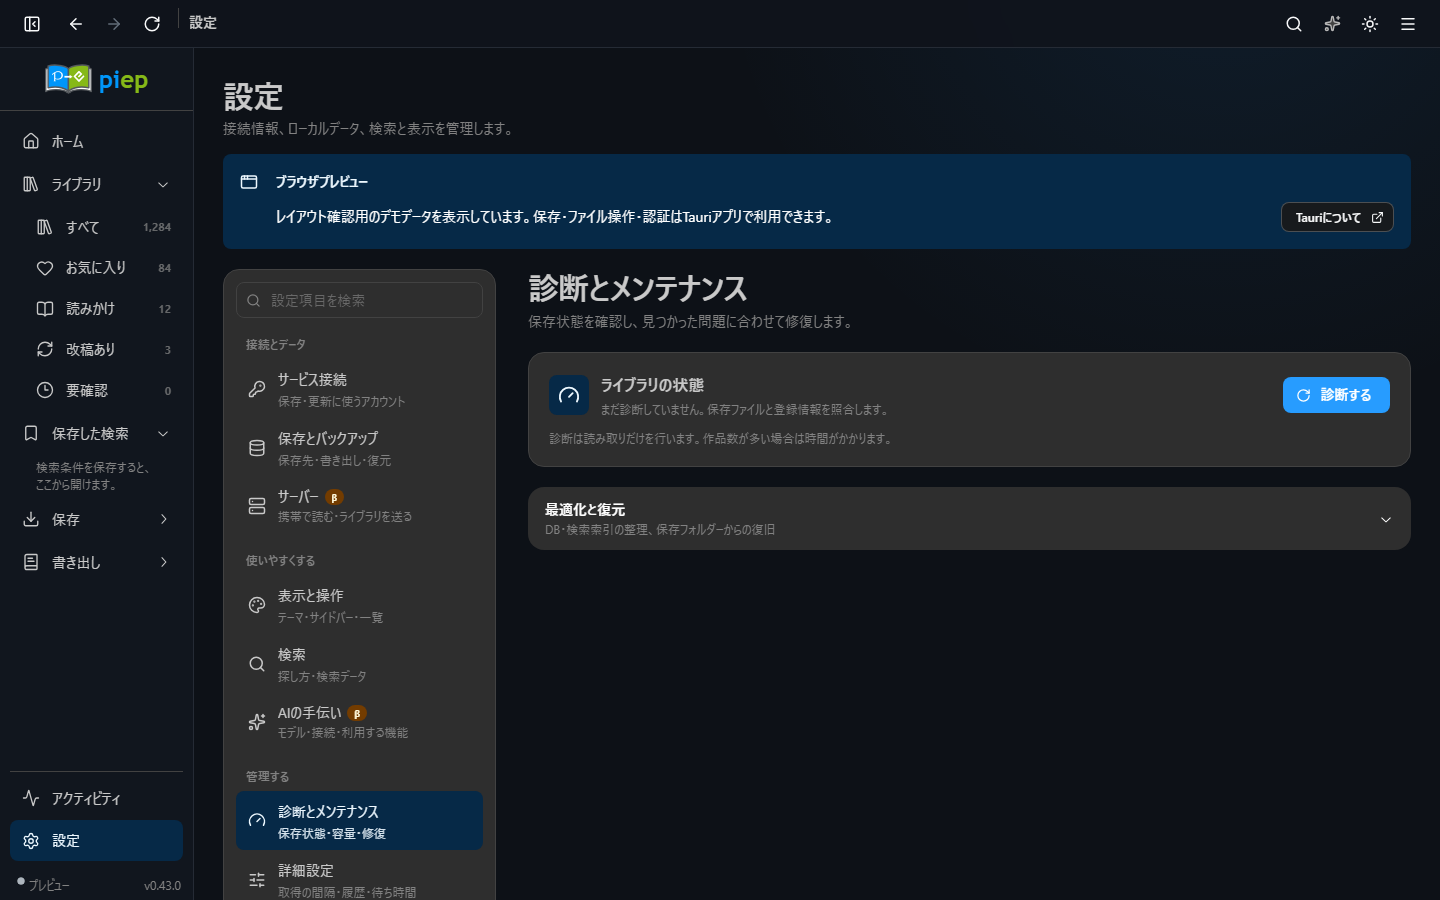 設定
piep
ホーム
ライブラリ
すべて 1,284
お気に入り 84
読みかけ 12
改稿あり 3
要確認 0
保存した検索
検索条件を保存すると、
ここから開けます。
保存
書き出し
アクティビティ
設定
プレビュー v0.43.0
設定
接続情報、ローカルデータ、検索と表示を管理します。
ブラウザプレビュー
レイアウト確認用のデモデータを表示しています。保存・ファイル操作・認証はTauriアプリで利用できます。
Tauriについて
設定項目を検索
接続とデータ
サービス接続
保存・更新に使うアカウント
保存とバックアップ
保存先・書き出し・復元
サーバー β
携帯で読む・ライブラリを送る
使いやすくする
表示と操作
テーマ・サイドバー・一覧
検索
探し方・検索データ
AIの手伝い β
モデル・接続・利用する機能
管理する
診断とメンテナンス
保存状態・容量・修復
詳細設定
取得の間隔・履歴・待ち時間
診断とメンテナンス
保存状態を確認し、見つかった問題に合わせて修復します。
ライブラリの状態
まだ診断していません。保存ファイルと登録情報を照合します。
診断する
診断は読み取りだけを行います。作品数が多い場合は時間がかかります。
最適化と復元
DB・検索索引の整理、保存フォルダーからの復旧